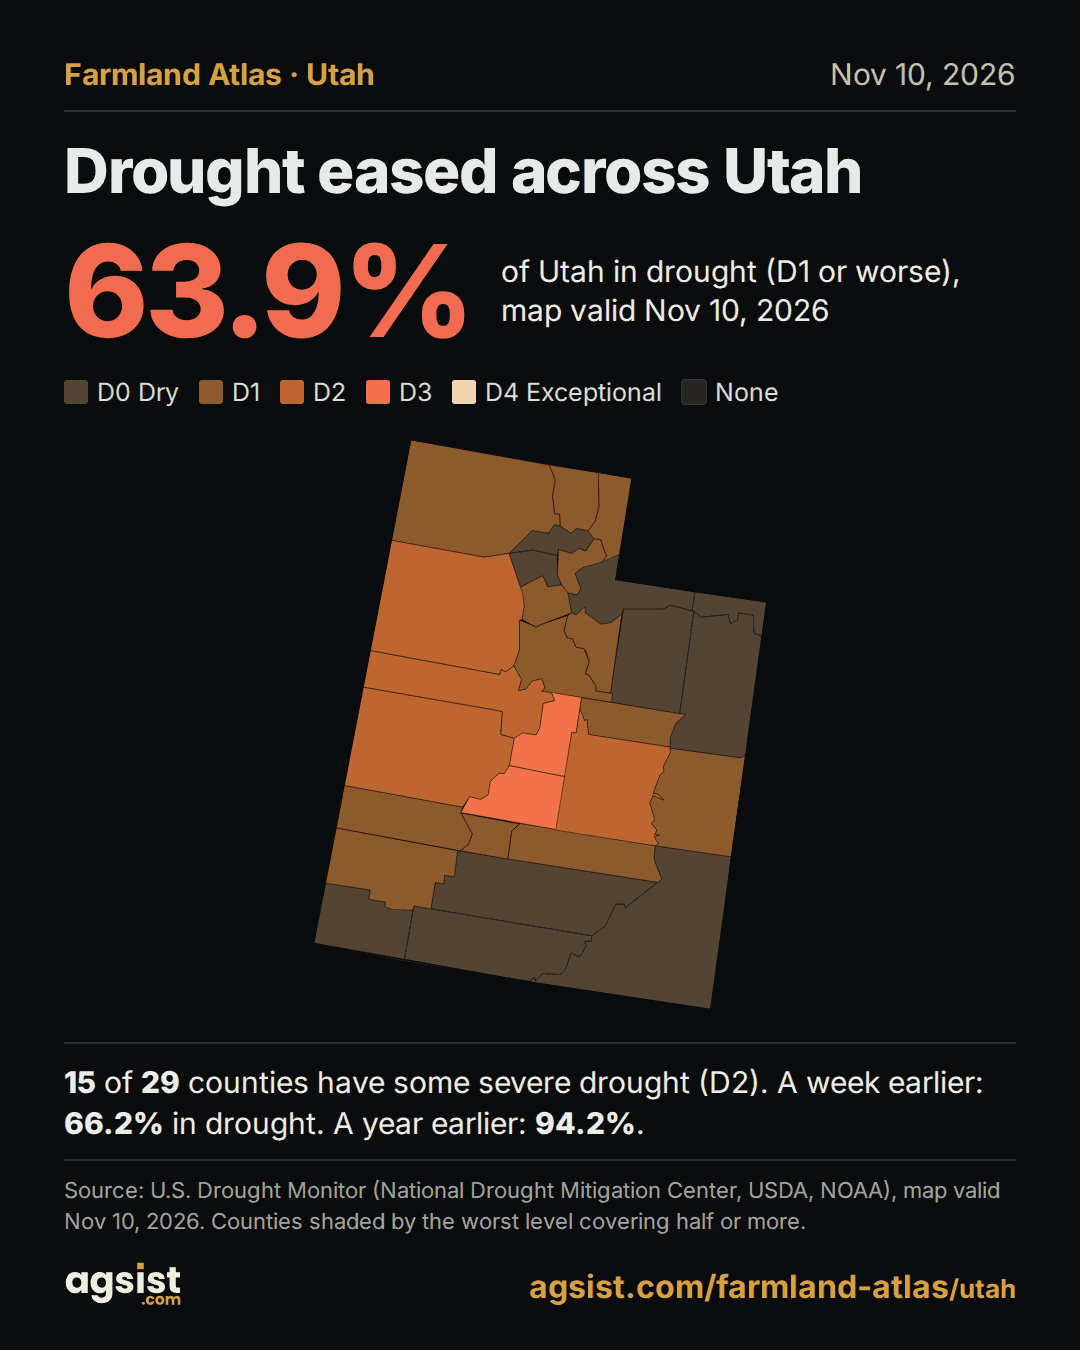 Farmland Atlas · Utah
Nov 10, 2026
Drought eased across Utah
63.9%
of Utah in drought (D1 or worse),
map valid Nov 10, 2026
D0 Dry D1 D2 D3 D4 Exceptional None
15 of 29 counties have some severe drought (D2). A week earlier:
66.2% in drought. A year earlier: 94.2%.
Source: U.S. Drought Monitor (National Drought Mitigation Center, USDA, NOAA), map valid
Nov 10, 2026. Counties shaded by the worst level covering half or more.
agsist
.com
agsist.com/farmland-atlas/utah